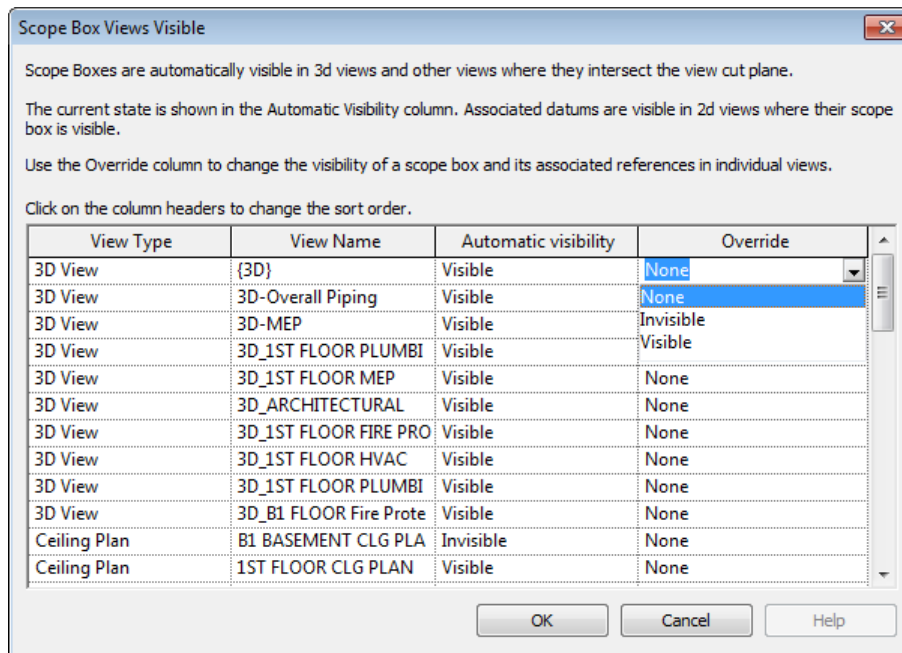 Scope Box Views Visible
Scope Boxes are automatically visible in 3d views and other views where they intersect the view cut plane.
The current state is shown in the Automatic Visibility column. Associated datums are visible in 2d views where their scope
box is visible.
Use the Override column to change the visibility of a scope box and its associated references in individual views.
Click on the column headers to change the sort order.
View Type View Name Automatic visibility Override
3D View {3D} Visible None
3D View 3D-Overall Piping Visible None
3D View 3D-MEP Visible Invisible
Visible
3D View 3D_1ST FLOOR PLUMBI Visible
3D View 3D_1ST FLOOR MEP Visible None
3D View 3D_ARCHITECTURAL Visible None
3D View 3D_1ST FLOOR FIRE PRO Visible None
3D View 3D_1ST FLOOR HVAC Visible None
3D View 3D_1ST FLOOR PLUMBI Visible None
3D View 3D_B1 FLOOR Fire Prote Visible None
Ceiling Plan B1 BASEMENT CLG PLA Invisible None
Ceiling Plan 1ST FLOOR CLG PLAN Visible None
OK Cancel Help